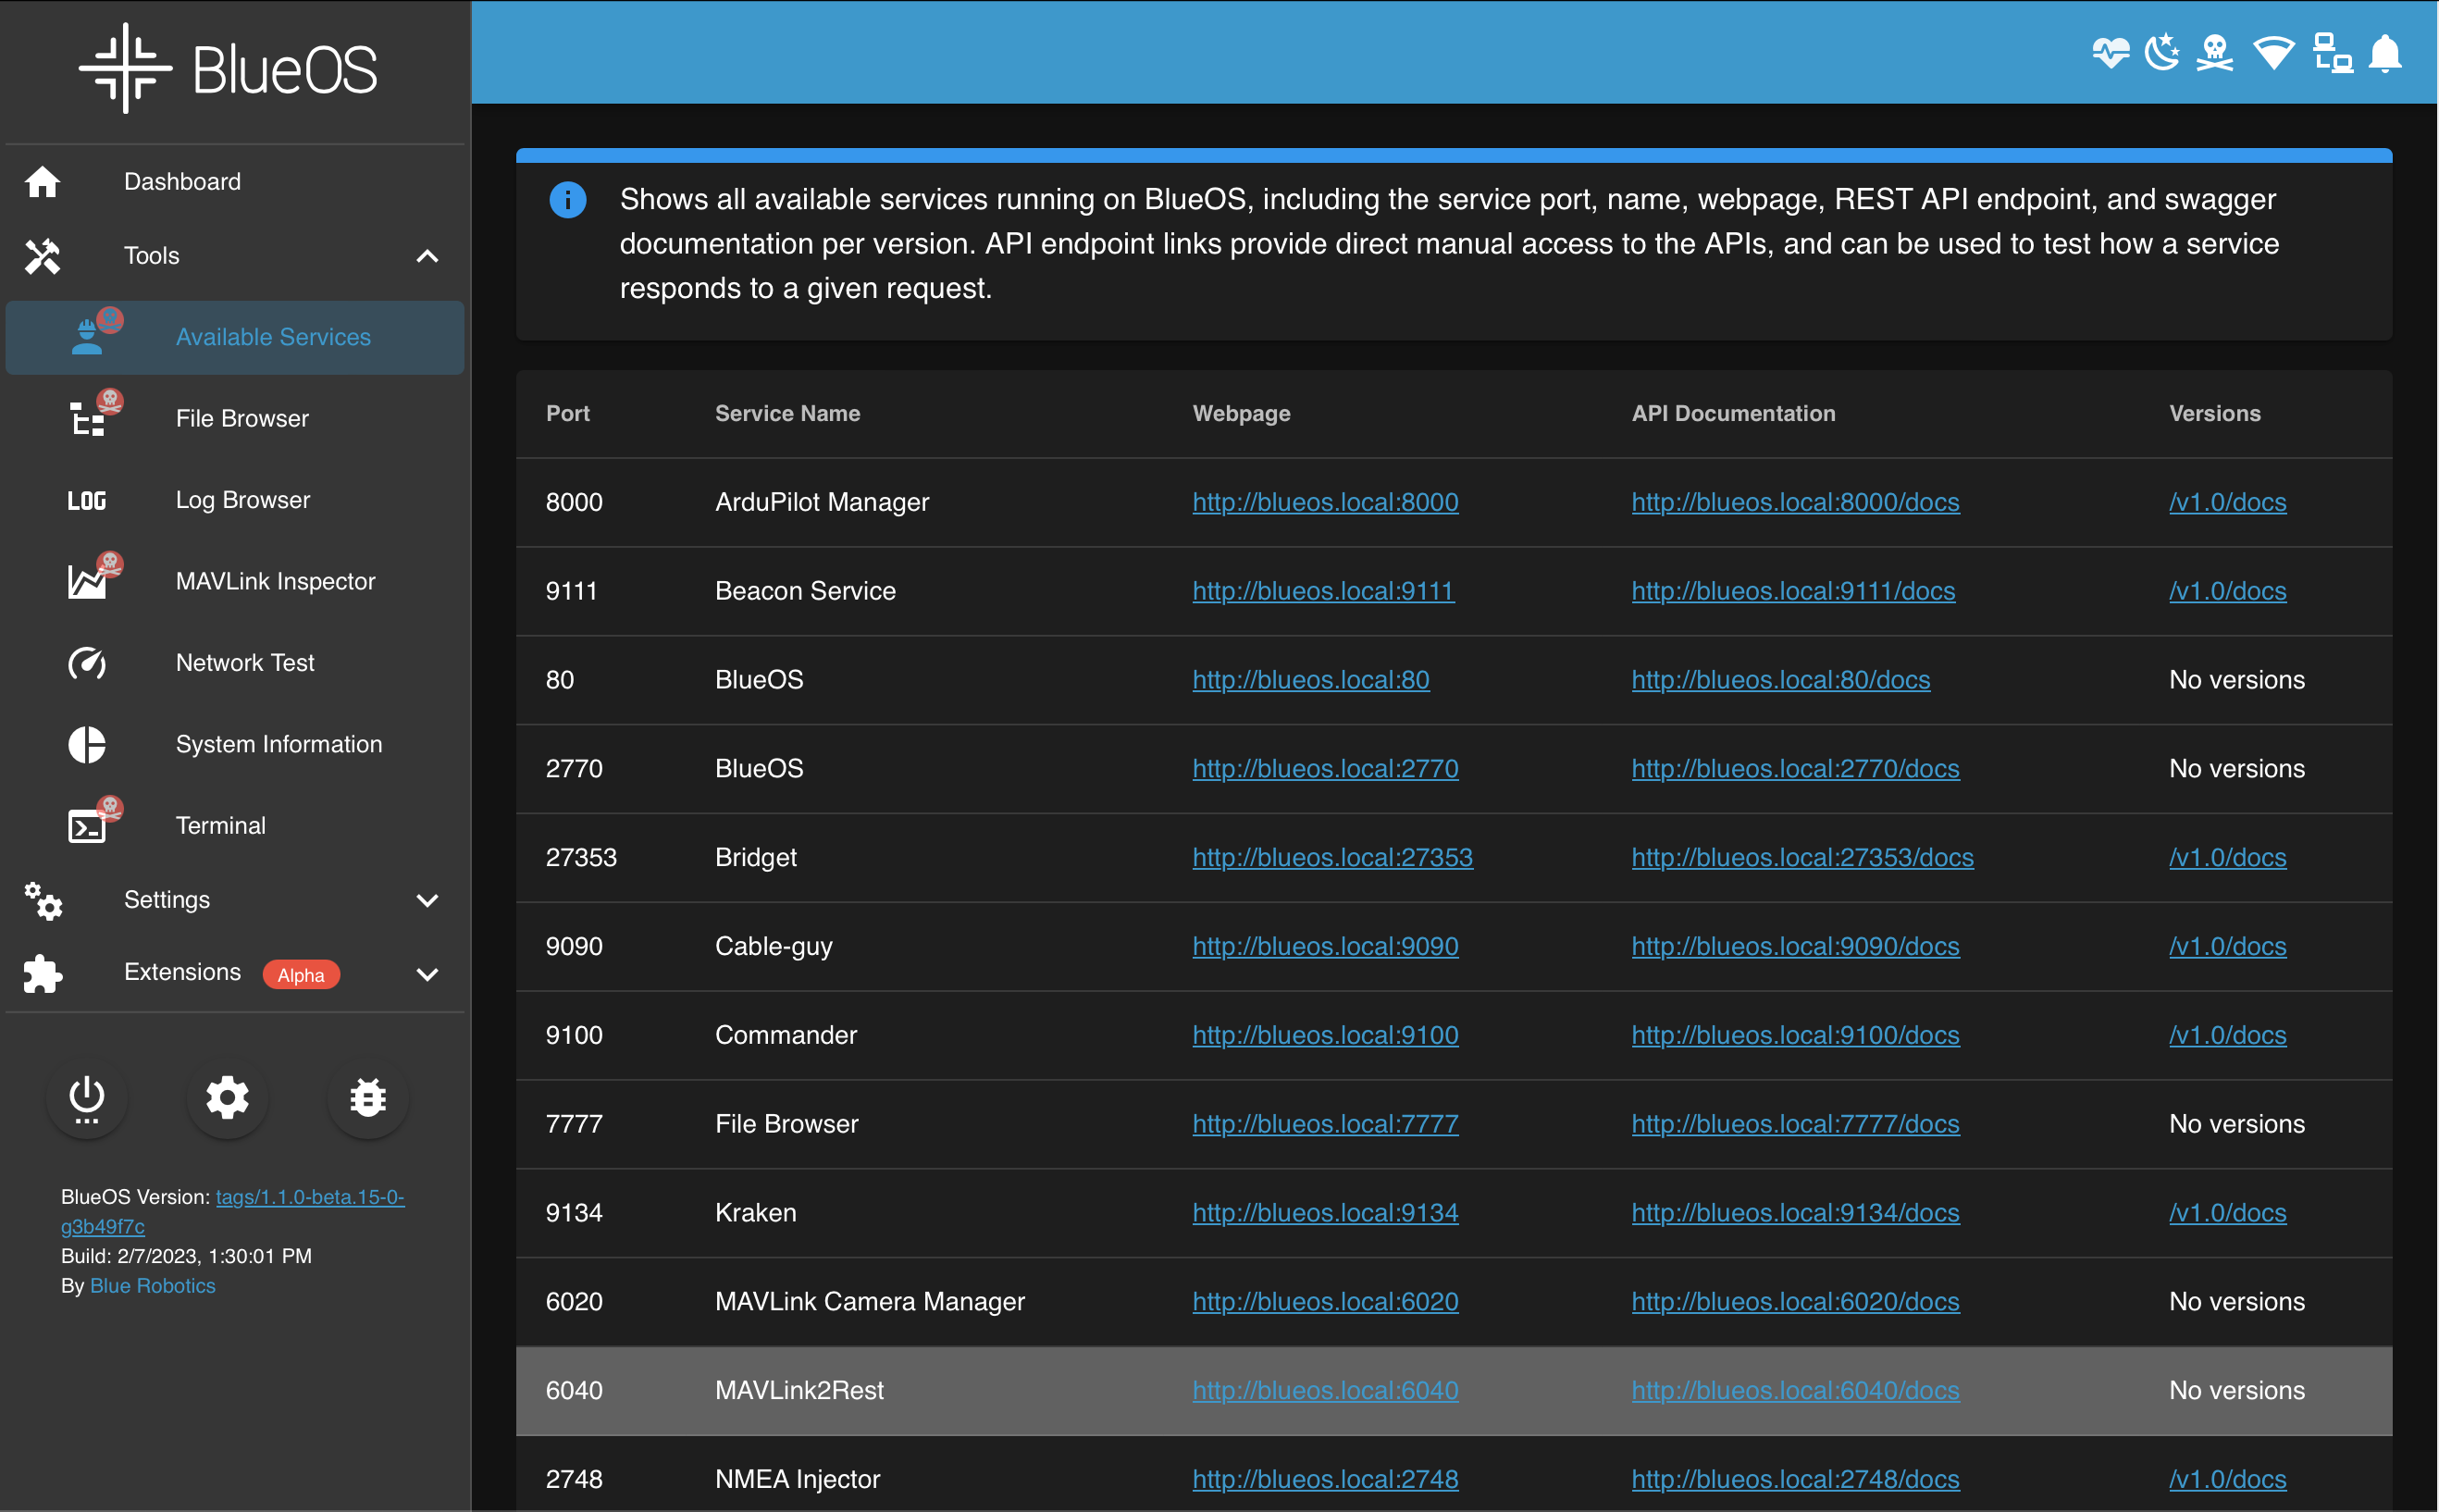 BlueOS
Dashboard
Tools
Available Services
File Browser
LOG Log Browser
MAVLink Inspector
Network Test
System Information
Terminal
Settings
Extensions Alpha
BlueOS Version: tags/1.1.0-beta.15-0-
g3b49f7c
Build: 2/7/2023, 1:30:01 PM
By Blue Robotics
Shows all available services running on BlueOS, including the service port, name, webpage, REST API endpoint, and swagger
documentation per version. API endpoint links provide direct manual access to the APIs, and can be used to test how a service
responds to a given request.
Port Service Name Webpage API Documentation Versions
8000 ArduPilot Manager http://blueos.local:8000 http://blueos.local:8000/docs /v1.0/docs
9111 Beacon Service http://blueos.local:9111 http://blueos.local:9111/docs /v1.0/docs
80 BlueOS http://blueos.local:80 http://blueos.local:80/docs No versions
2770 BlueOS http://blueos.local:2770 http://blueos.local:2770/docs No versions
27353 Bridget http://blueos.local:27353 http://blueos.local:27353/docs /v1.0/docs
9090 Cable-guy http://blueos.local:9090 http://blueos.local:9090/docs /v1.0/docs
9100 Commander http://blueos.local:9100 http://blueos.local:9100/docs /v1.0/docs
7777 File Browser http://blueos.local:7777 http://blueos.local:7777/docs No versions
9134 Kraken http://blueos.local:9134 http://blueos.local:9134/docs /v1.0/docs
6020 MAVLink Camera Manager http://blueos.local:6020 http://blueos.local:6020/docs No versions
6040 MAVLink2Rest http://blueos.local:6040 http://blueos.local:6040/docs No versions
2748 NMEA Injector http://blueos.local:2748 http://blueos.local:2748/docs /v1.0/docs